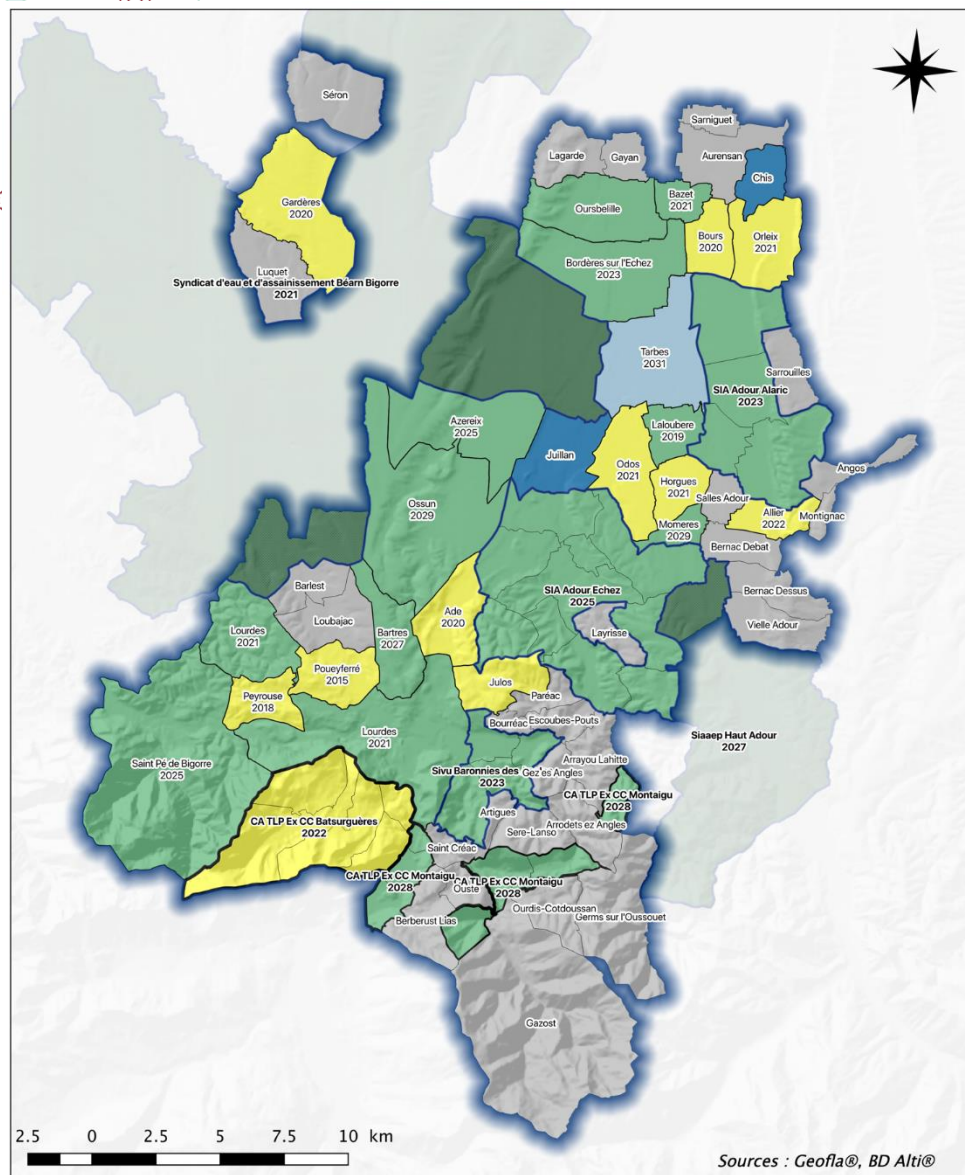 Séron
Sarniguet
Lagarde
Gayan
Aurensan
Chis
Gardères
2020
Oursbelille
Bazet
2021
Bours
2020
Orleix
2021
Luquet
Syndicat d'eau et d'assainissement Béarn Bigorre
2021
Bordères sur l'Echez
2023
Tarbes
2031
Sarrouilles
SIA Adour Alaric
2023
Azereix
2025
Laloubere
2019
Juillan
Odos
2021
Horgues
2021
Angos
Salles Adour
Ossun
2029
Allier
2022
Montignac
Momeres
2029
Bernac Debat
Barlest
SIA Adour Echez
2025
Bernac Dessus
Loubajac
Ade
2020
Lourdes
2021
Bartres
2027
Layrisse
Vielle Adour
Poueyferré
2015
Julos
Peyrouse
2018
Paréac
Bourréac
Escoubes-Pouts
Lourdes
2021
Siaaep Haut Adour
2027
Saint Pé de Bigorre
2025
Arrayou Lahitte
Sivu Baronnies des
2023
Gez'es Angles
CA TLP Ex CC Montaigu
2028
Artigues
CA TLP Ex CC Batsurguères
2022
Arrodets ez Angles
Sere-Lanso
Saint Créac
CA TLP Ex CC Montaigu
2028
CA TLP Ex CC Montaigu
2028
Ouste
Ourdis-Cotdoussan
Germs sur l'Oussouet
Berberust Lias
Gazost
2.5 0 2.5 5 7.5 10 km
Sources : Geofla®, BD Alti®